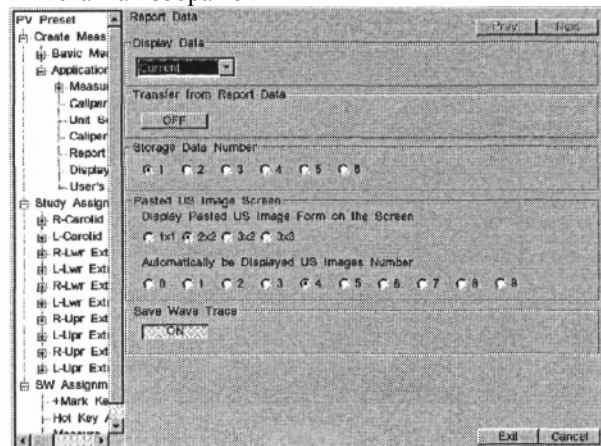 PV Preset
Create Meas
Basic Mea
Application
Measu
Caliper
Unit S
Caliper
Report
Display
User's
Study Assign
R-Carotid
L-Carotid
R-Lwr Ext
L-Lwr Ext
R-Lwr Ext
L-Lwr Ext
R-Upr Ext
L-Upr Ext
R-Upr Ext
L-Upr Ext
SW Assignm
+Mark Ke
Hot Key
Measure
Report Data
Prev. Next
Display Data
Current
Transfer from Report Data
OFF
Storage Data Number
1 2 3 4 5 6
Pasted US Image Screen
Display Pasted US Image Form on the Screen
1x1 2x2 3x2 3x3
Automatically be Displayed US Images Number
0 1 2 3 4 5 6 7 8 9
Save Wave Trace
ON
Exit Cancel